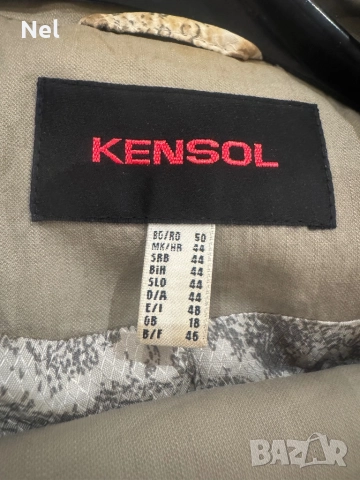 Nel
KENSOL
BG/RO 50
MK/HR 44
SRB 44
BiH 44
SLO 44
D/A 44
E/I 48
GB 18
B/F 46
BAZAR